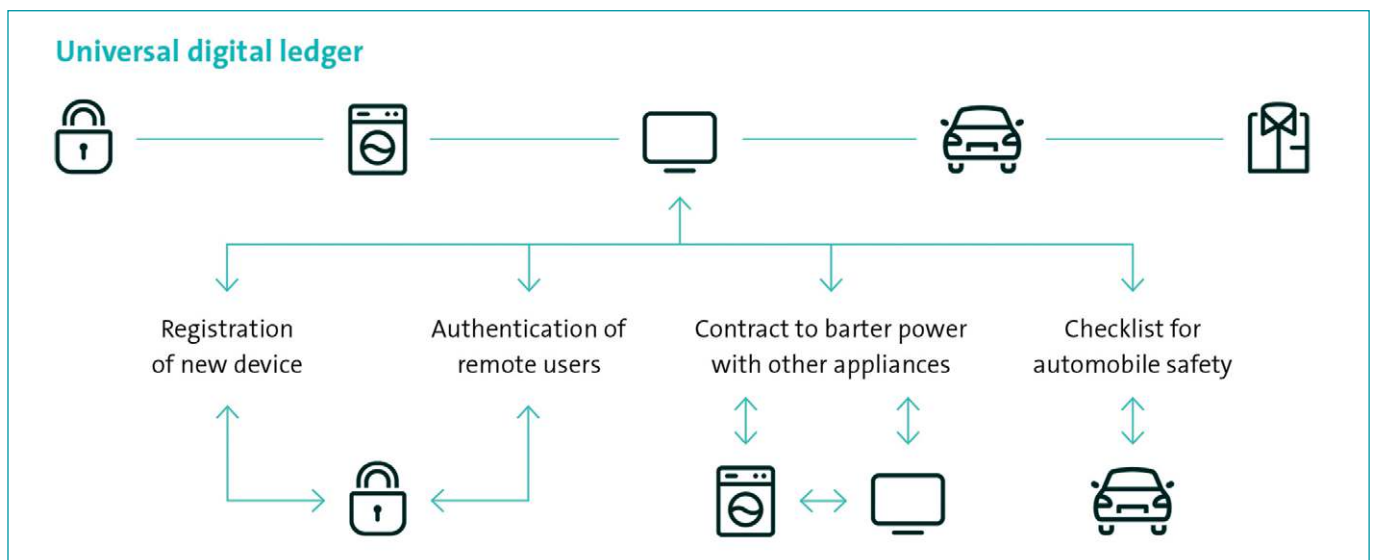 Universal digital ledger
Registration
of new device
Authentication of
remote users
Contract to barter power
with other appliances
Checklist for
automobile safety